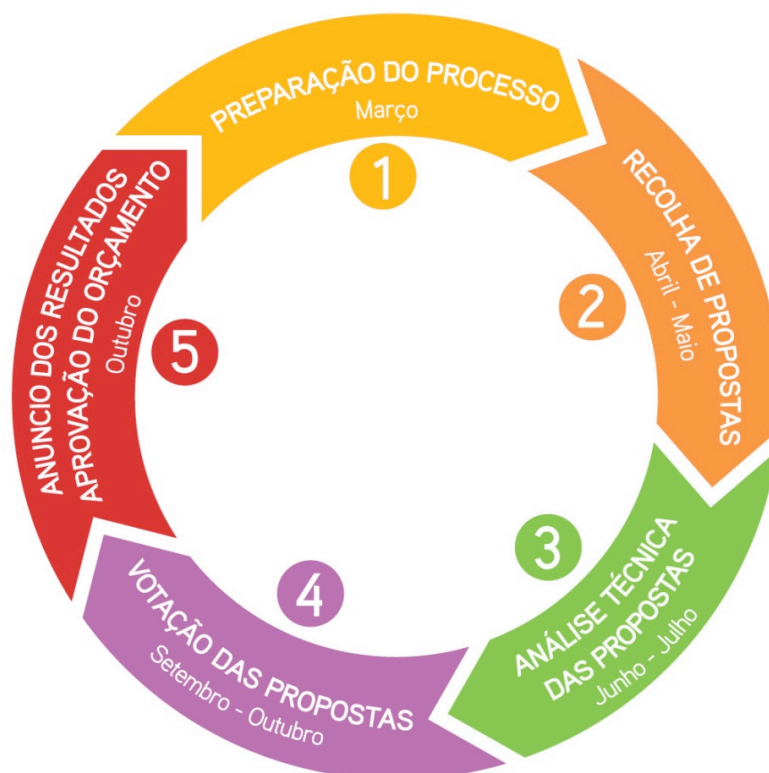 PREPARAÇÃO DO PROCESSO
Março
1
RECOLHA DE PROPOSTAS
Abril - Maio
2
ANÁLISE TÉCNICA
DAS PROPOSTAS
Junho - Julho
3
VOTAÇÃO DAS PROPOSTAS
Setembro - Outubro
4
ANUNCIO DOS RESULTADOS
APROVAÇÃO DO ORÇAMENTO
Outubro
5